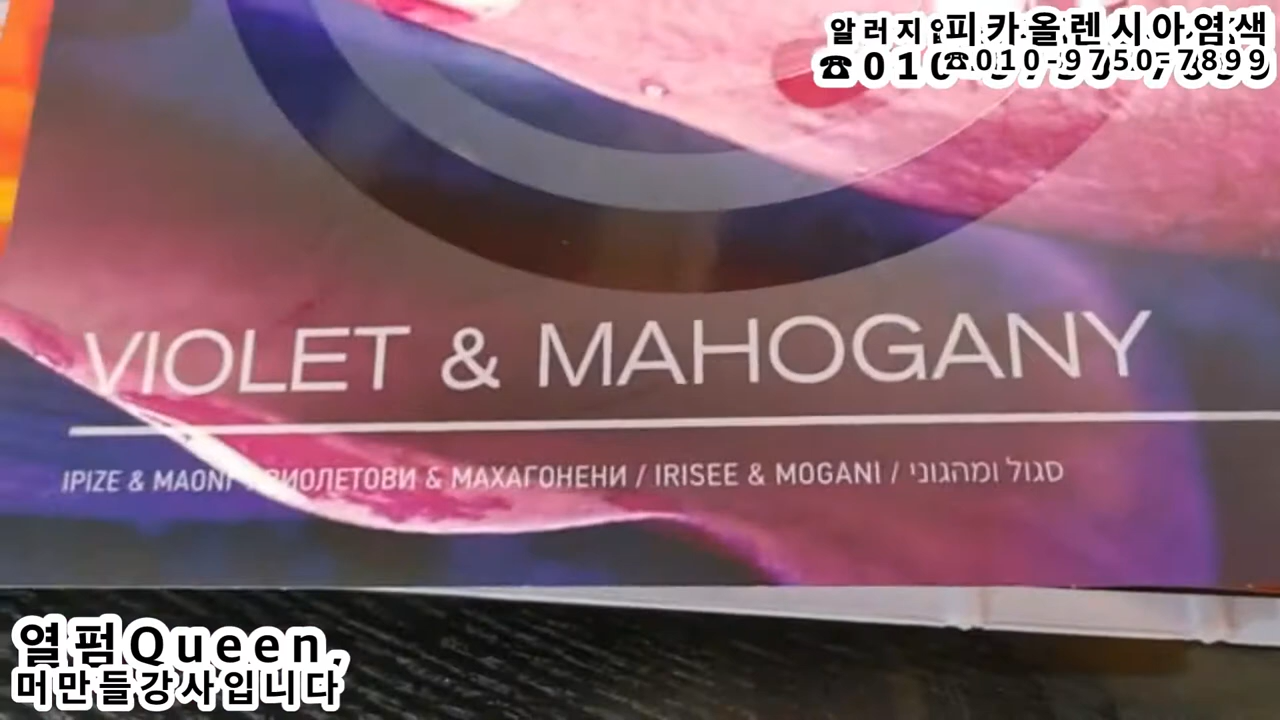 알러지 피카올렌시아염색
☎010-9750-7899
VIOLET & MAHOGANY
IPIZE & MAONI ВИОЛЕТОВИ & МАХАГОНЕНИ / IRISEE & MOGANI / סגול ומהגוני
열펌Queen,
머만들강사입니다